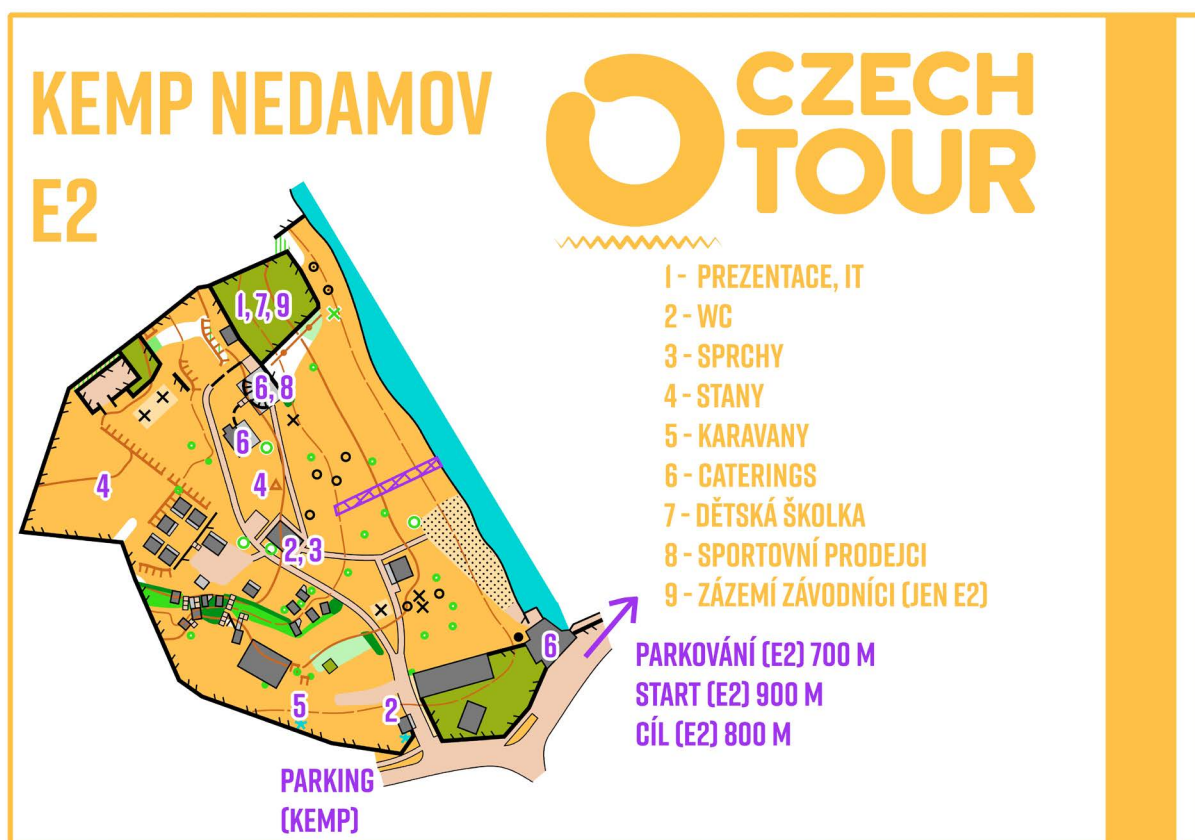 KEMP NEDAMOV
E2
CZECH
TOUR
1 - PREZENTACE, IT
2 - WC
3 - SPRCHY
4 - STANY
5 - KARAVANY
6 - CATERINGS
7 - DĚTSKÁ ŠKOLKA
8 - SPORTOVNÍ PRODEJCI
9 - ZÁZEMÍ ZÁVODNÍCI (JEN E2)
1, 7, 9
6, 8
6
4
4
2, 3
6
5
2
PARKOVÁNÍ (E2) 700 M
START (E2) 900 M
CÍL (E2) 800 M
PARKING
(KEMP)